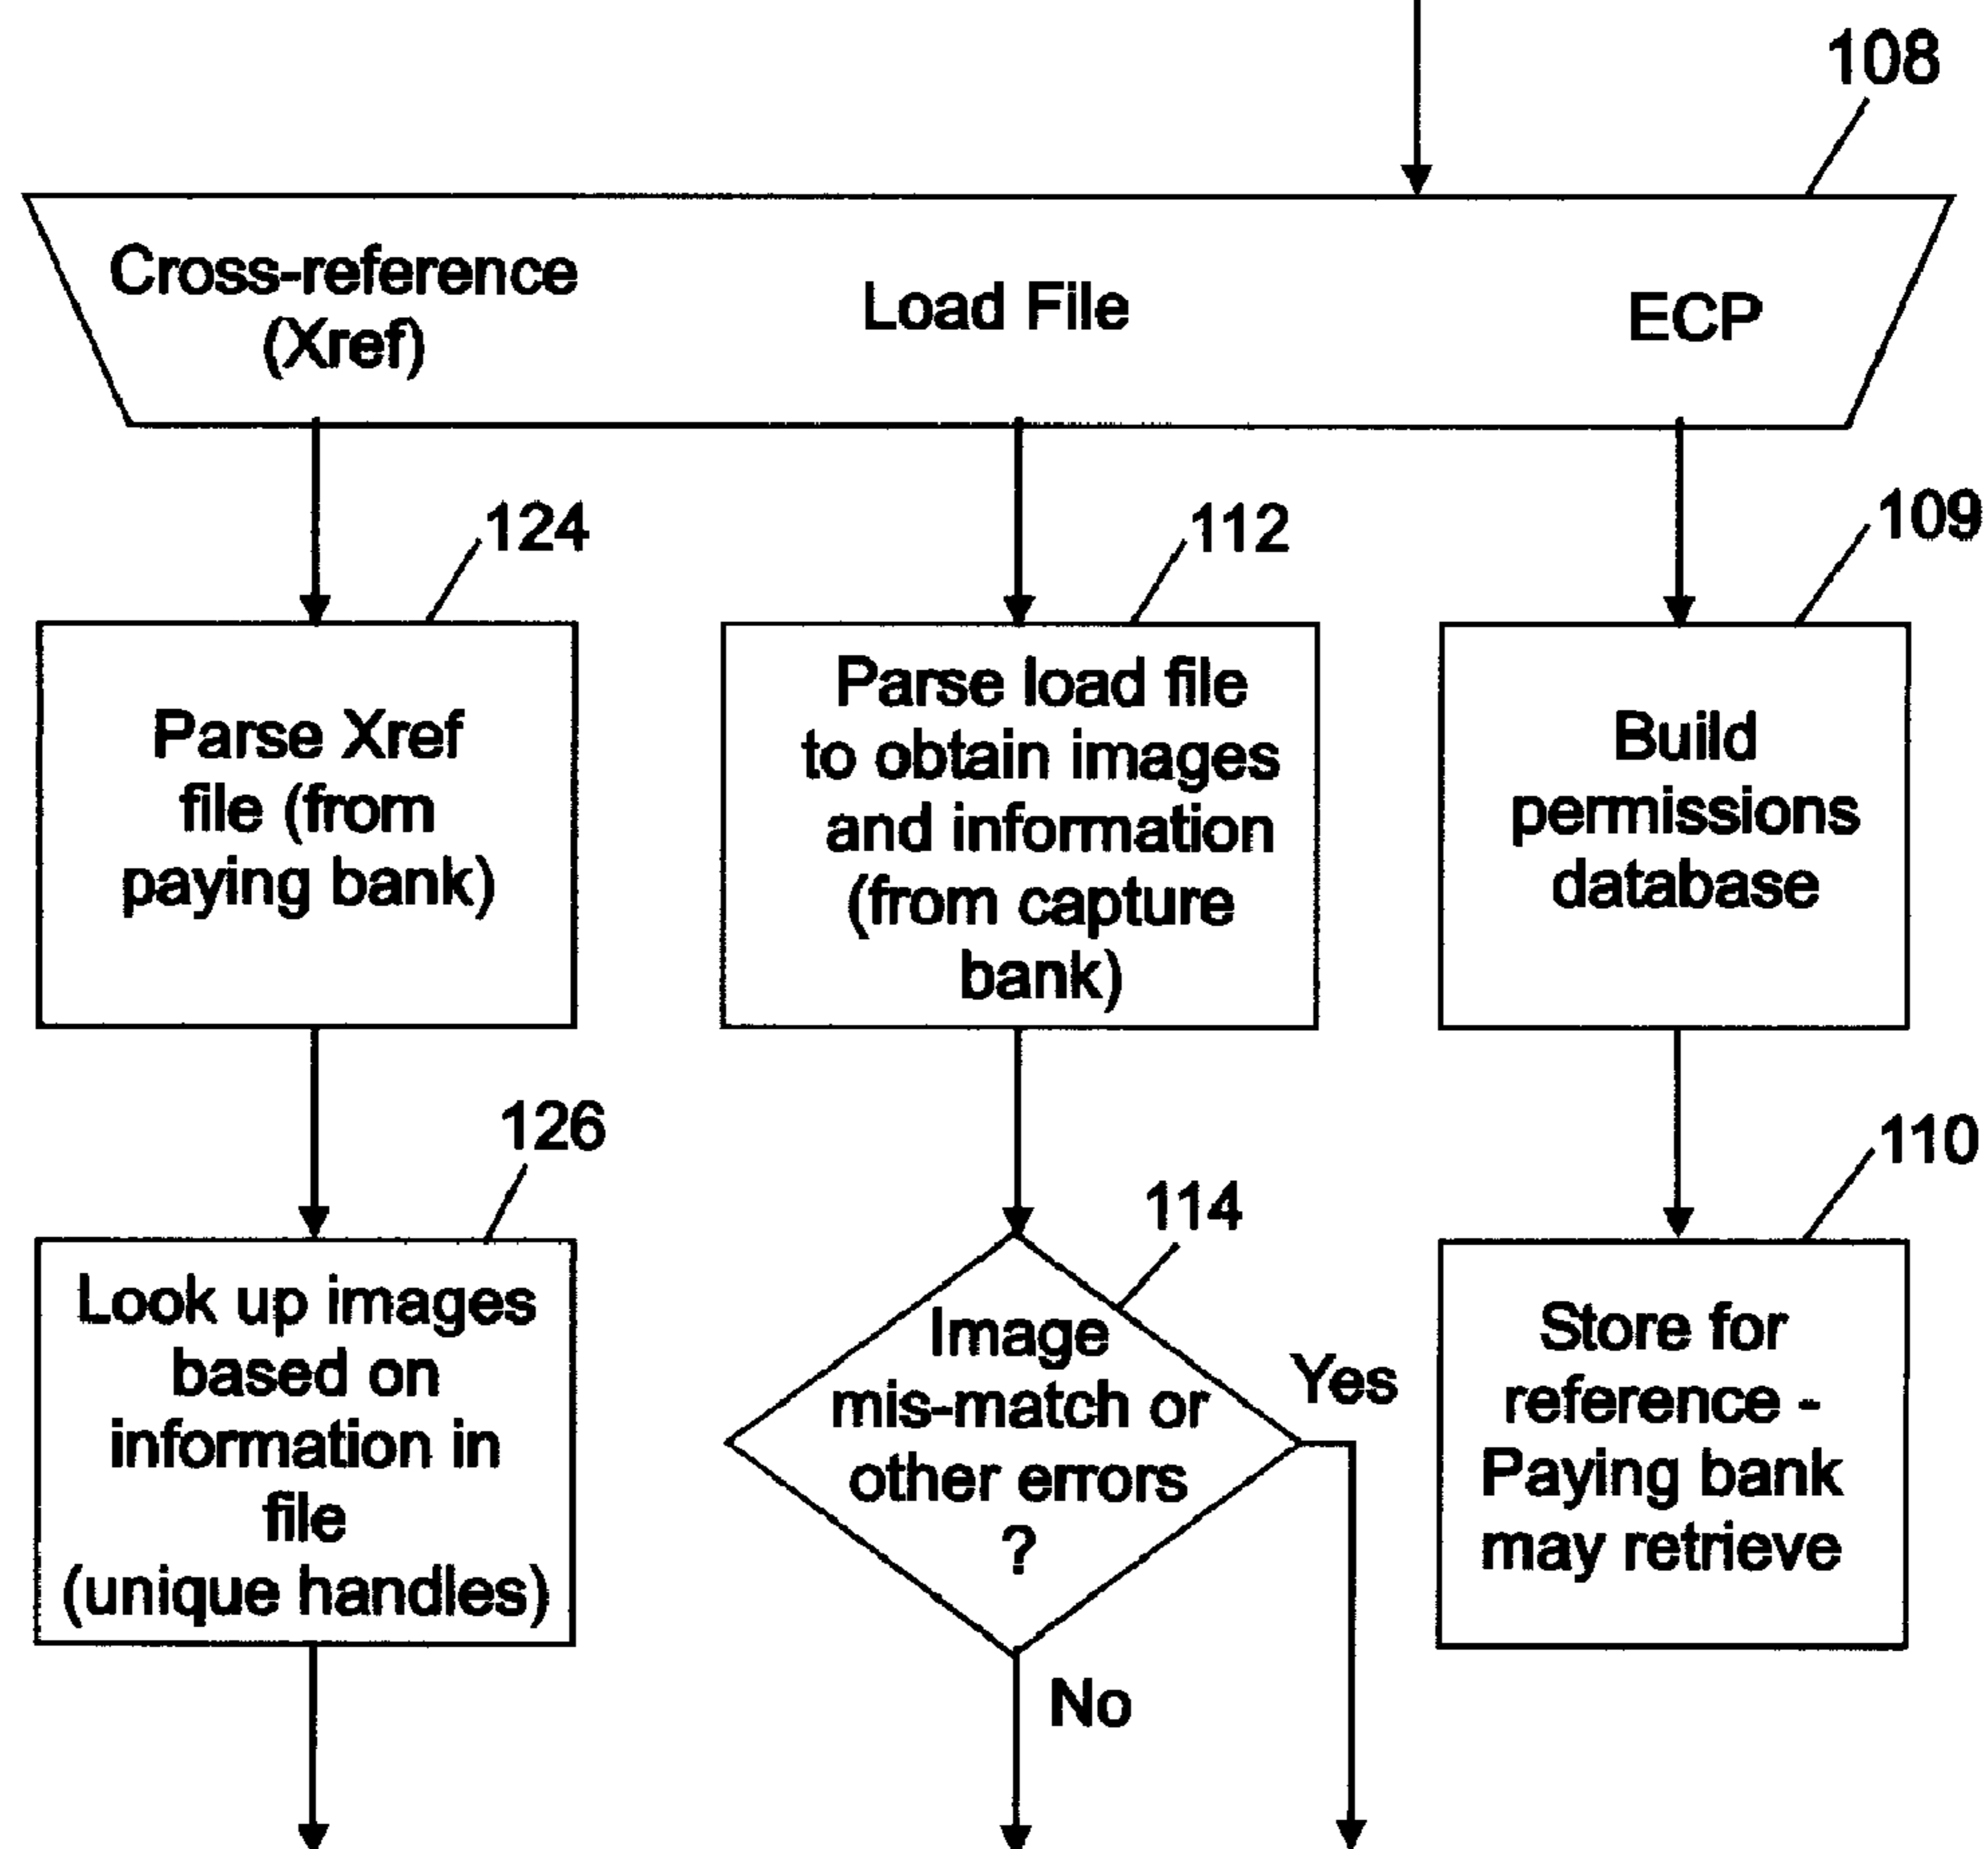 108
Cross-reference
(Xref)
Load File
ECP
124
112
109
Parse Xref
file (from
paying bank)
Parse load file
to obtain images
and information
(from capture
bank)
Build
permissions
database
126
114
110
Look up images
based on
information in
file
(unique handles)
Image
mis-match or
other errors
?
Yes
No
Store for
reference -
Paying bank
may retrieve